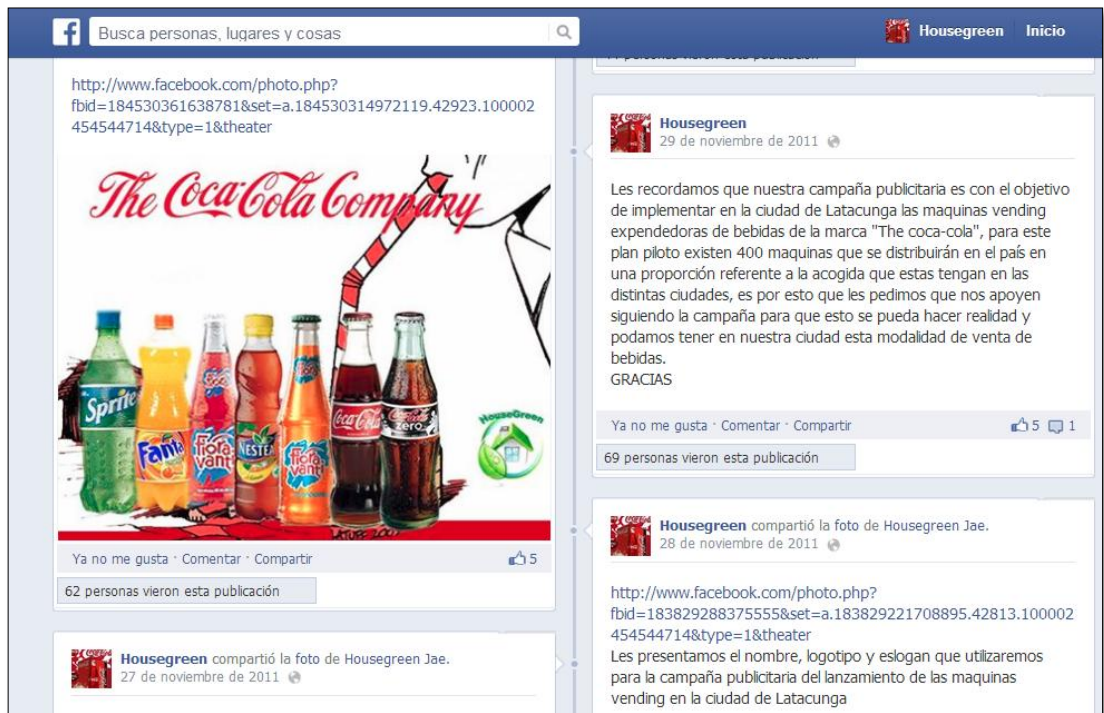 Busca personas, lugares y cosas
Housegreen Inicio
http://www.facebook.com/photo.php?
fbid=184530361638781&set=a.184530314972119.42923.100002
454544714&type=1&theater
The Coca-Cola Company
Sprite
Fanta
Fiora
vanti
NESTEA
Fiora
vanti
Coca-Cola
Coca-Cola
zero
HouseGreen
LATUFF 2003
Ya no me gusta · Comentar · Compartir 5
62 personas vieron esta publicación
Housegreen compartió la foto de Housegreen Jae.
27 de noviembre de 2011
personas vieron esta publicación
Housegreen
29 de noviembre de 2011
Les recordamos que nuestra campaña publicitaria es con el objetivo
de implementar en la ciudad de Latacunga las maquinas vending
expendedoras de bebidas de la marca "The coca-cola", para este
plan piloto existen 400 maquinas que se distribuirán en el país en
una proporción referente a la acogida que estas tengan en las
distintas ciudades, es por esto que les pedimos que nos apoyen
siguiendo la campaña para que esto se pueda hacer realidad y
podamos tener en nuestra ciudad esta modalidad de venta de
bebidas.
GRACIAS
Ya no me gusta · Comentar · Compartir 5 1
69 personas vieron esta publicación
Housegreen compartió la foto de Housegreen Jae.
28 de noviembre de 2011
http://www.facebook.com/photo.php?
fbid=183829288375555&set=a.183829221708895.42813.100002
454544714&type=1&theater
Les presentamos el nombre, logotipo y eslogan que utilizaremos
para la campaña publicitaria del lanzamiento de las maquinas
vending en la ciudad de Latacunga